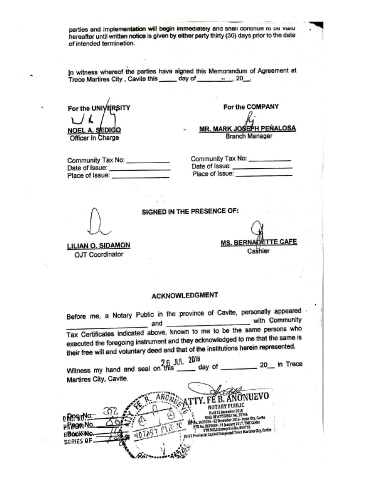 parties and implementation will begin immediately and shall continue to be valid
hereafter until written notice is given by either party thirty (30) days prior to the date
of intended termination.
In witness whereof the parties have signed this Memorandum of Agreement at
Trece Martires City , Cavite this _____ day of _________, 20__.
For the UNIVERSITY
For the COMPANY
NOEL A. SEDIGO
MR. MARK JOSEPH PEÑALOSA
Officer In Charge
Branch Manager
Community Tax No: __________
Community Tax No: __________
Date of Issue: __________
Date of Issue: __________
Place of Issue: __________
Place of Issue: __________
SIGNED IN THE PRESENCE OF:
LILIAN O. SIDAMON
MS. BERNADETTE CAFE
OJT Coordinator
Cashier
ACKNOWLEDGMENT
Before me, a Notary Public in the province of Cavite, personally appeared
__________ and __________ with Community
Tax Certificates indicated above, known to me to be the same persons who
executed the foregoing instrument and they acknowledged to me that the same is
their free will and voluntary deed and that of the institutions herein represented.
26 JUL 2016
Witness my hand and seal on this _____ day of __________ 20__ in Trece
Martires City, Cavite.
ATTY. FE B. AÑONUEVO
NOTARY PUBLIC
Doc No.
Page No.
Book No.
SERIES OF
NOTARY PUBLIC